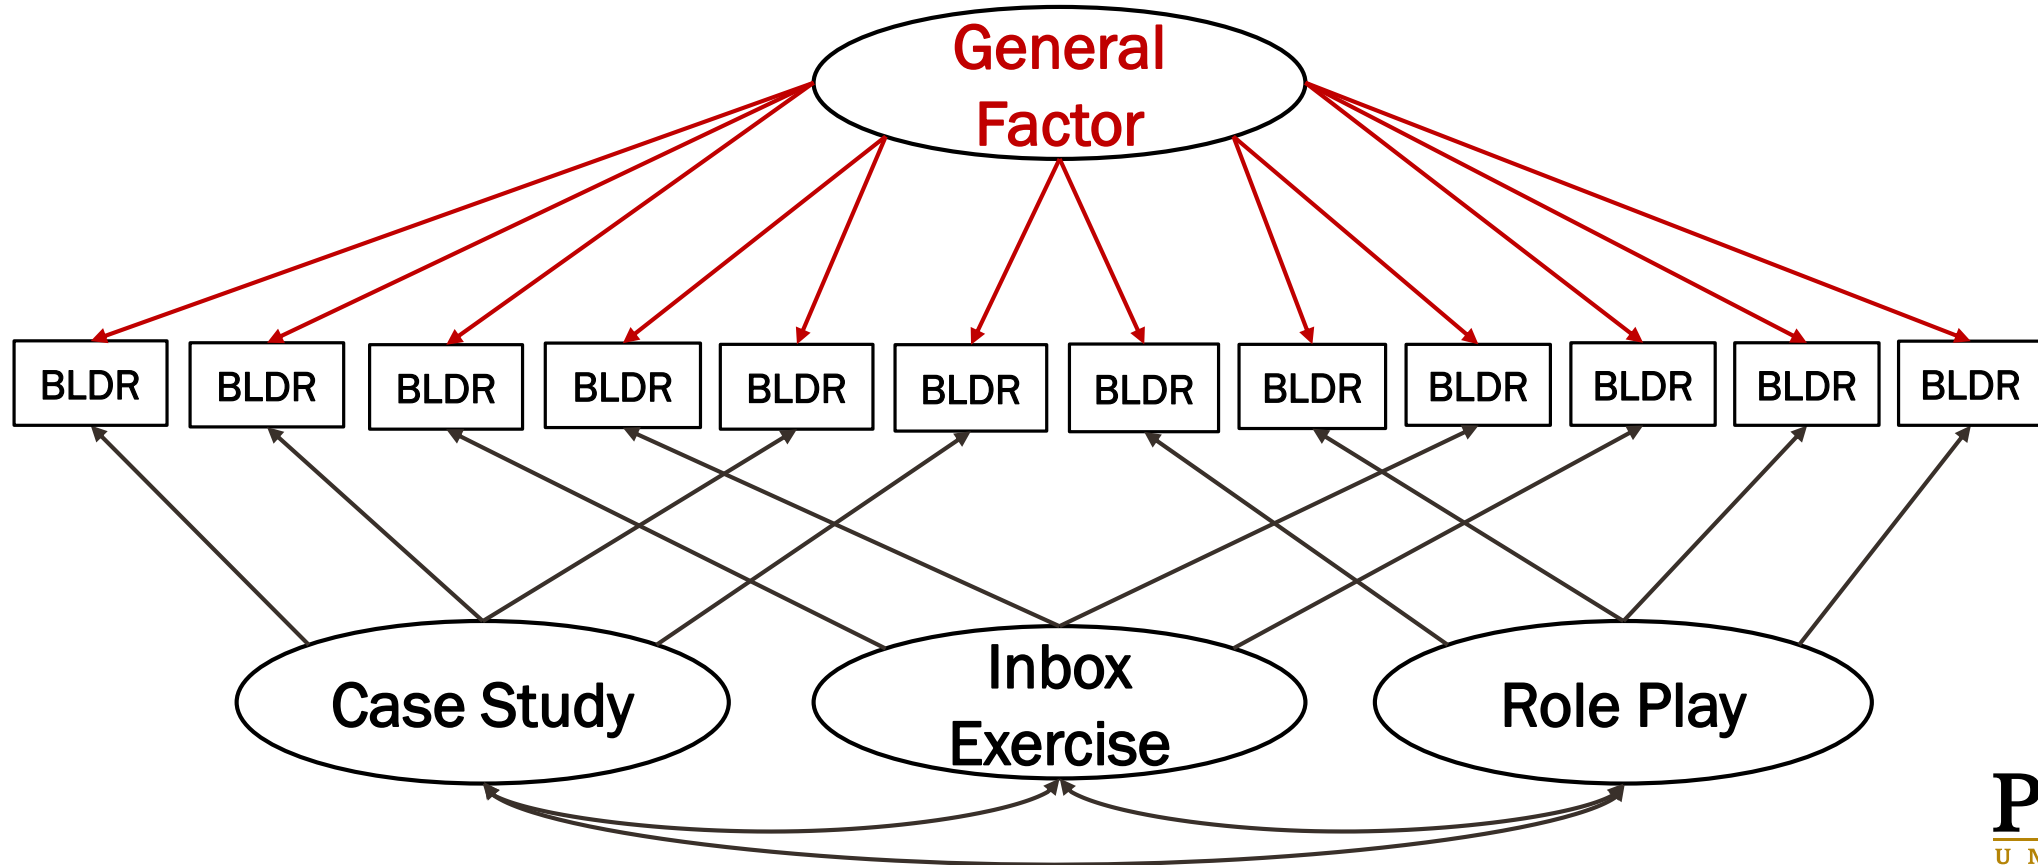 General
Factor
BLDR
BLDR
BLDR
BLDR
BLDR
BLDR
BLDR
BLDR
BLDR
BLDR
BLDR
BLDR
Case Study
Inbox
Exercise
Role Play
P
U N